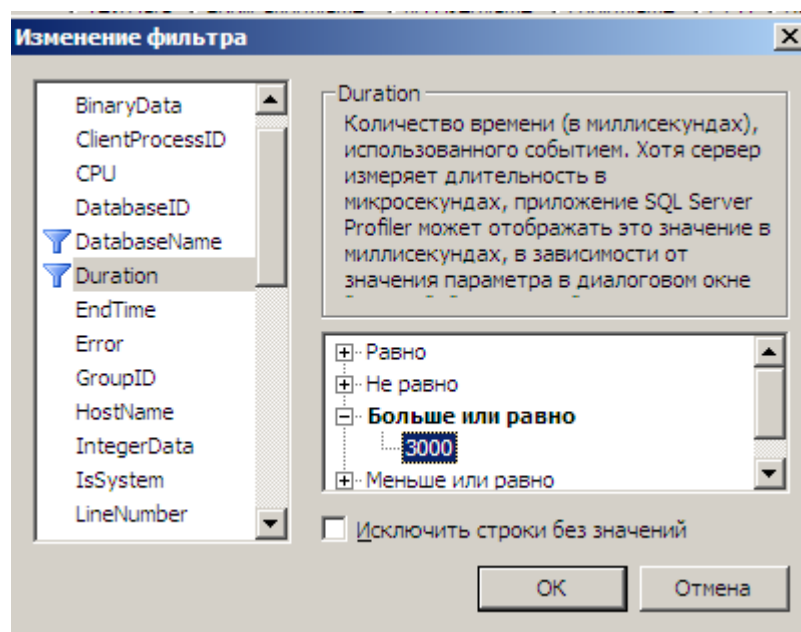 Изменение фильтра
BinaryData
ClientProcessID
CPU
DatabaseID
DatabaseName
Duration
EndTime
Error
GroupID
HostName
IntegerData
IsSystem
LineNumber
Duration
Количество времени (в миллисекундах),
использованного событием. Хотя сервер
измеряет длительность в
микросекундах, приложение SQL Server
Profiler может отображать это значение в
миллисекундах, в зависимости от
значения параметра в диалоговом окне
Равно
Не равно
Больше или равно
3000
Меньше или равно
Исключить строки без значений
OK
Отмена